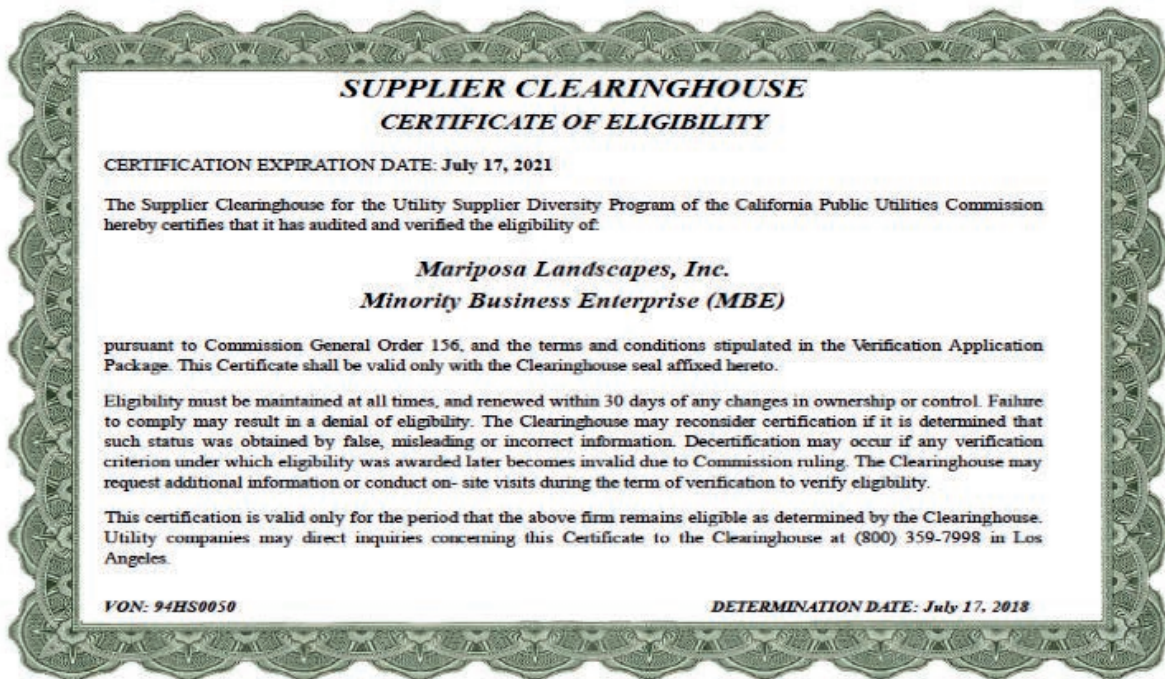 SUPPLIER CLEARINGHOUSE
CERTIFICATE OF ELIGIBILITY
CERTIFICATION EXPIRATION DATE: July 17, 2021
The Supplier Clearinghouse for the Utility Supplier Diversity Program of the California Public Utilities Commission
hereby certifies that it has audited and verified the eligibility of:
Mariposa Landscapes, Inc.
Minority Business Enterprise (MBE)
pursuant to Commission General Order 156, and the terms and conditions stipulated in the Verification Application
Package. This Certificate shall be valid only with the Clearinghouse seal affixed hereto.
Eligibility must be maintained at all times, and renewed within 30 days of any changes in ownership or control. Failure
to comply may result in a denial of eligibility. The Clearinghouse may reconsider certification if it is determined that
such status was obtained by false, misleading or incorrect information. Decertification may occur if any verification
criterion under which eligibility was awarded later becomes invalid due to Commission ruling. The Clearinghouse may
request additional information or conduct on- site visits during the term of verification to verify eligibility.
This certification is valid only for the period that the above firm remains eligible as determined by the Clearinghouse.
Utility companies may direct inquiries concerning this Certificate to the Clearinghouse at (800) 359-7998 in Los
Angeles.
VON: 94HS0050 DETERMINATION DATE: July 17, 2018